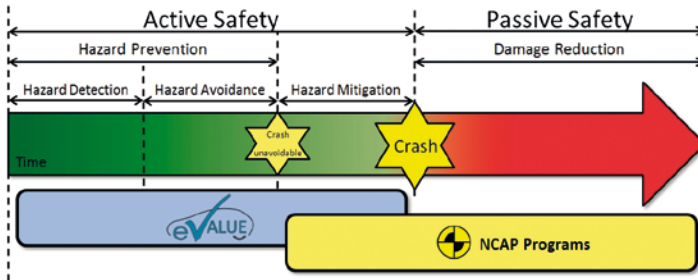 Active Safety
Passive Safety
Hazard Prevention
Damage Reduction
Hazard Detection
Hazard Avoidance
Hazard Mitigation
Crash
unavoidable
Crash
Time
eVALUE
NCAP Programs